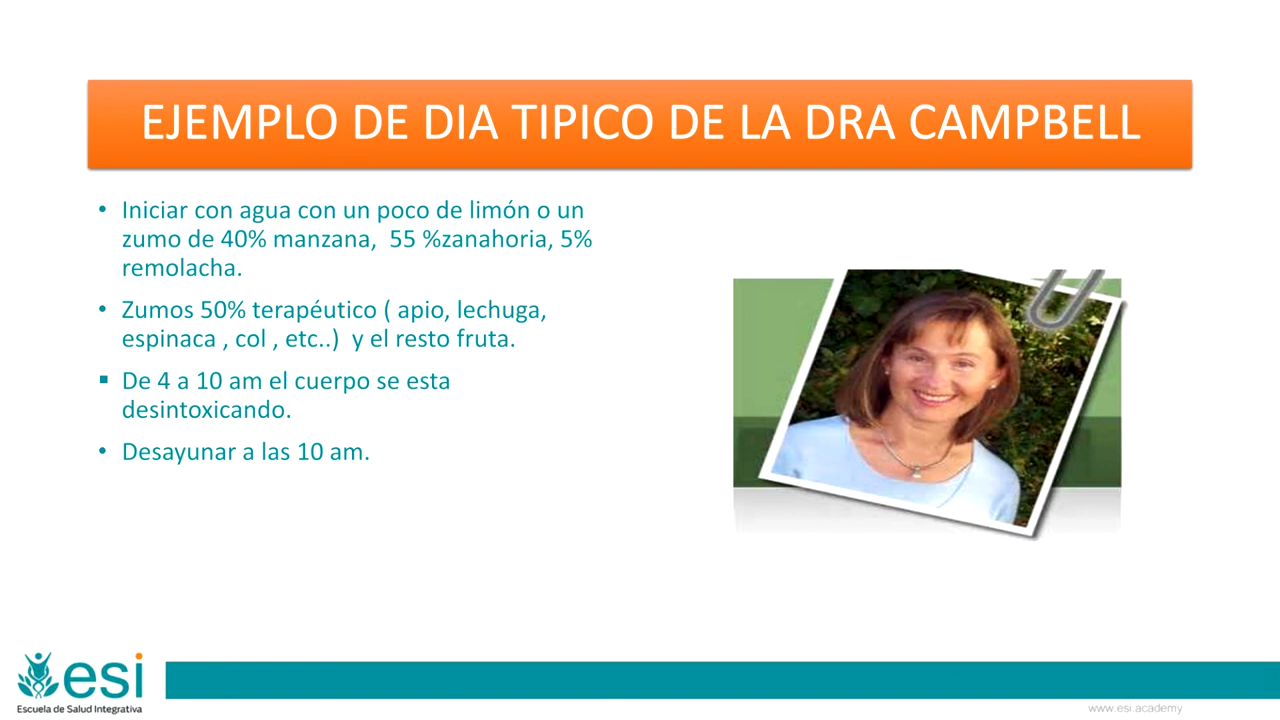 EJEMPLO DE DIA TIPICO DE LA DRA CAMPBELL
• Iniciar con agua con un poco de limón o un
zumo de 40% manzana,  55 %zanahoria, 5%
remolacha.
• Zumos 50% terapéutico ( apio, lechuga,
espinaca , col , etc..)  y el resto fruta.
▪ De 4 a 10 am el cuerpo se esta
desintoxicando.
• Desayunar a las 10 am.
esi
Escuela de Salud Integrativa
www.esi.academy